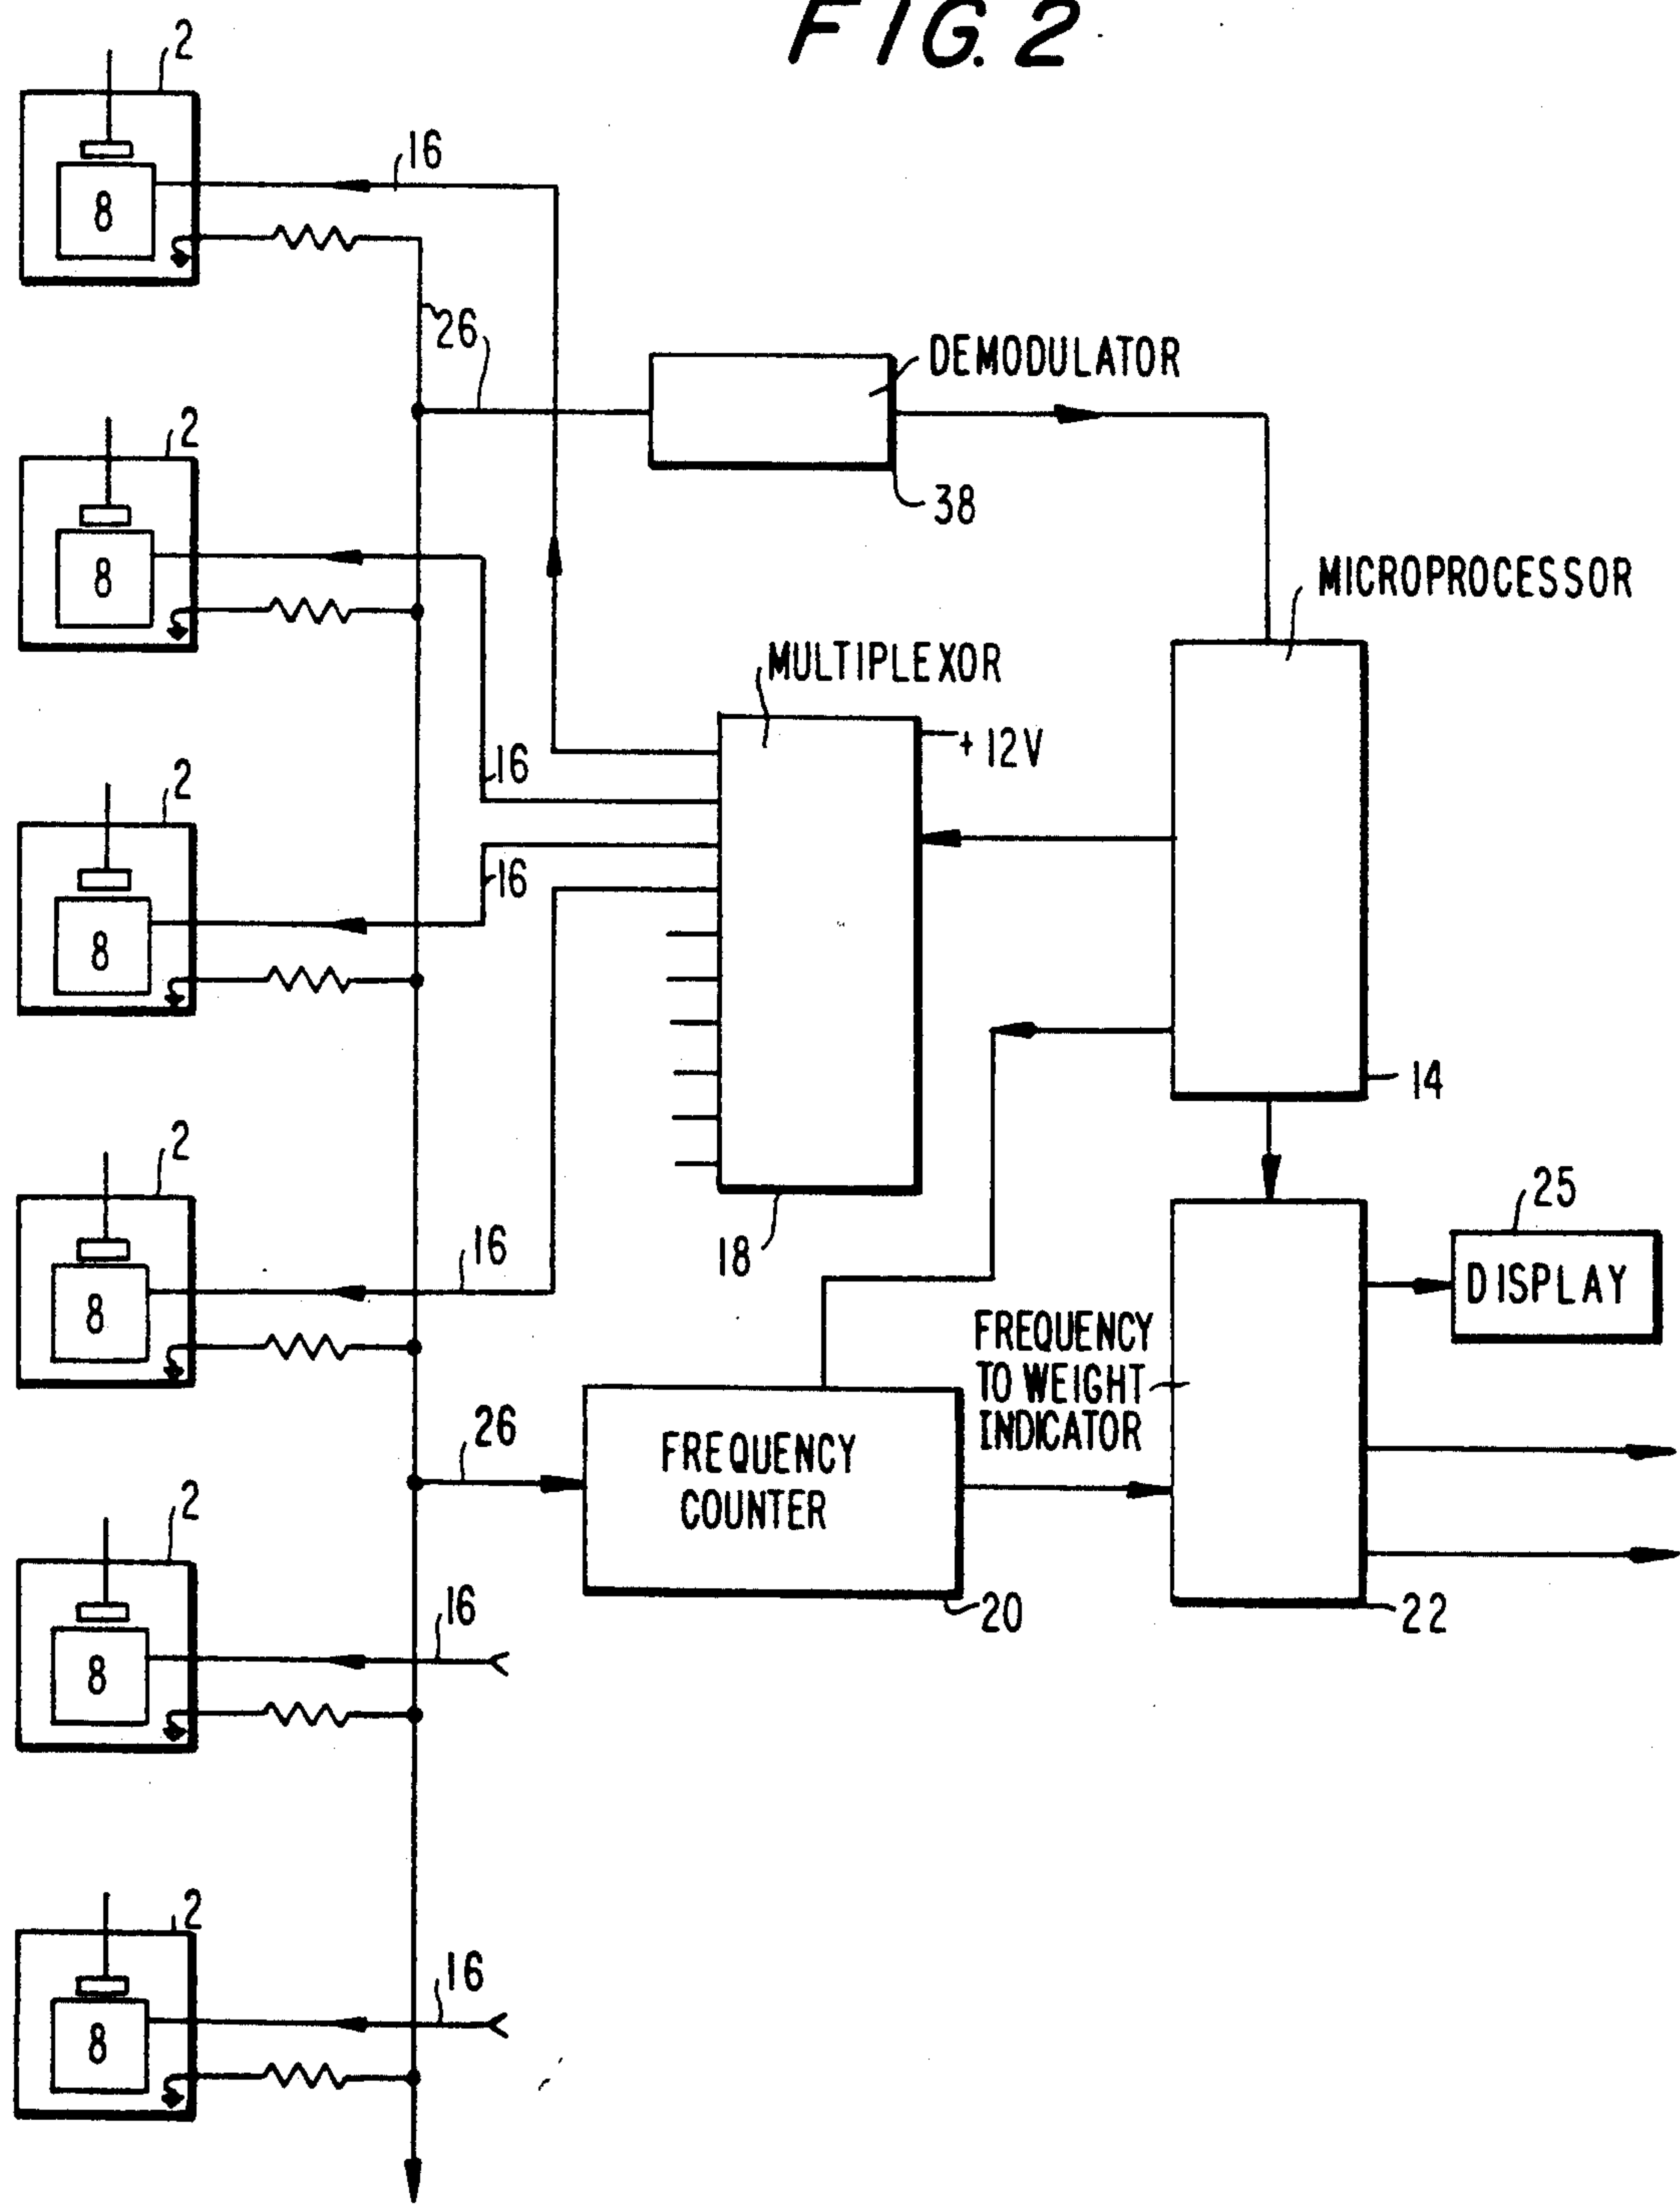 FIG. 2
2
16
8
26
DEMODULATOR
2
38
8
MICROPROCESSOR
MULTIPLEXOR
+12V
16
2
16
8
14
2
25
18
16
DISPLAY
8
FREQUENCY
TO WEIGHT
INDICATOR
26
FREQUENCY
COUNTER
2
16
20
22
8
2
16
8